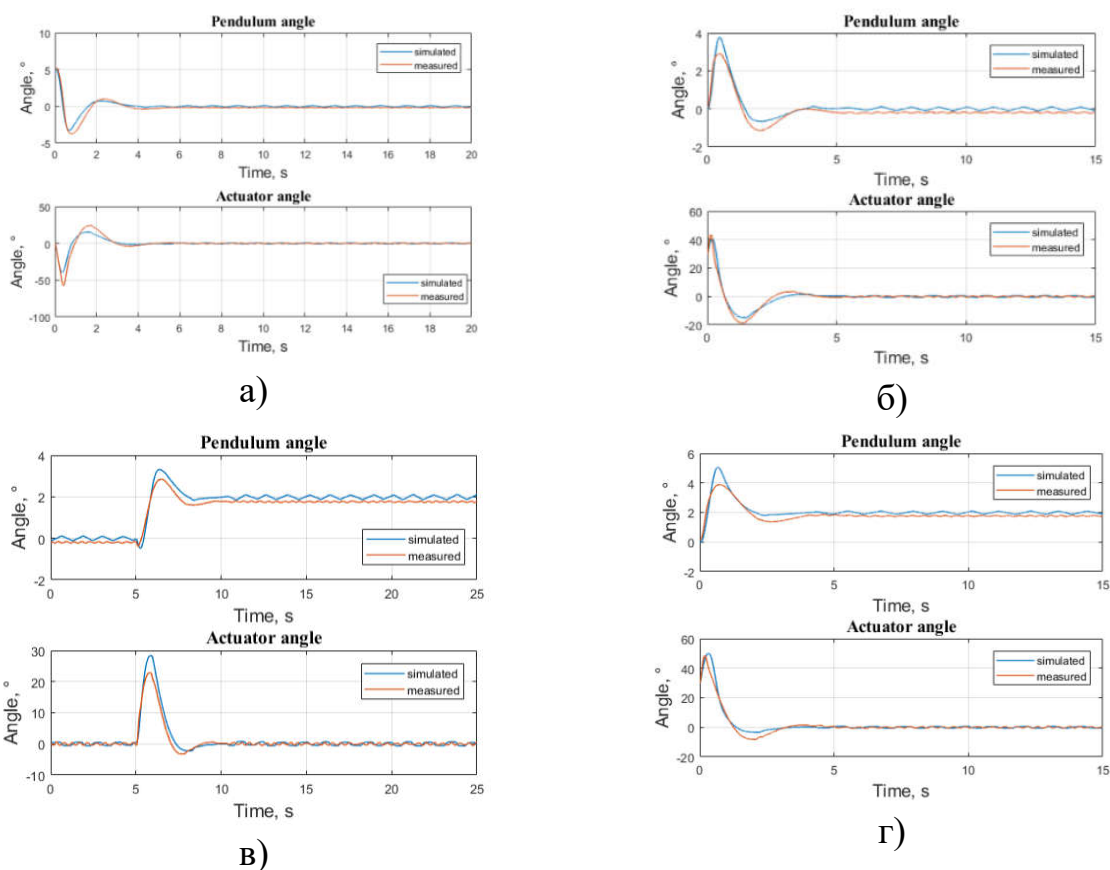 Pendulum angle
10
5
0
-5
Angle, °
simulated
measured
0 2 4 6 8 10 12 14 16 18 20
Time, s
Actuator angle
50
0
-50
-100
Angle, °
simulated
measured
0 2 4 6 8 10 12 14 16 18 20
Time, s
а)
Pendulum angle
4
2
0
-2
Angle, °
simulated
measured
0 5 10 15
Time, s
Actuator angle
60
40
20
0
-20
Angle, °
simulated
measured
0 5 10 15
Time, s
б)
Pendulum angle
4
2
0
-2
Angle, °
simulated
measured
0 5 10 15 20 25
Time, s
Actuator angle
30
20
10
0
-10
Angle, °
simulated
measured
0 5 10 15 20 25
Time, s
в)
Pendulum angle
6
4
2
0
-2
Angle, °
simulated
measured
0 5 10 15
Time, s
Actuator angle
60
40
20
0
-20
Angle, °
simulated
measured
0 5 10 15
Time, s
г)